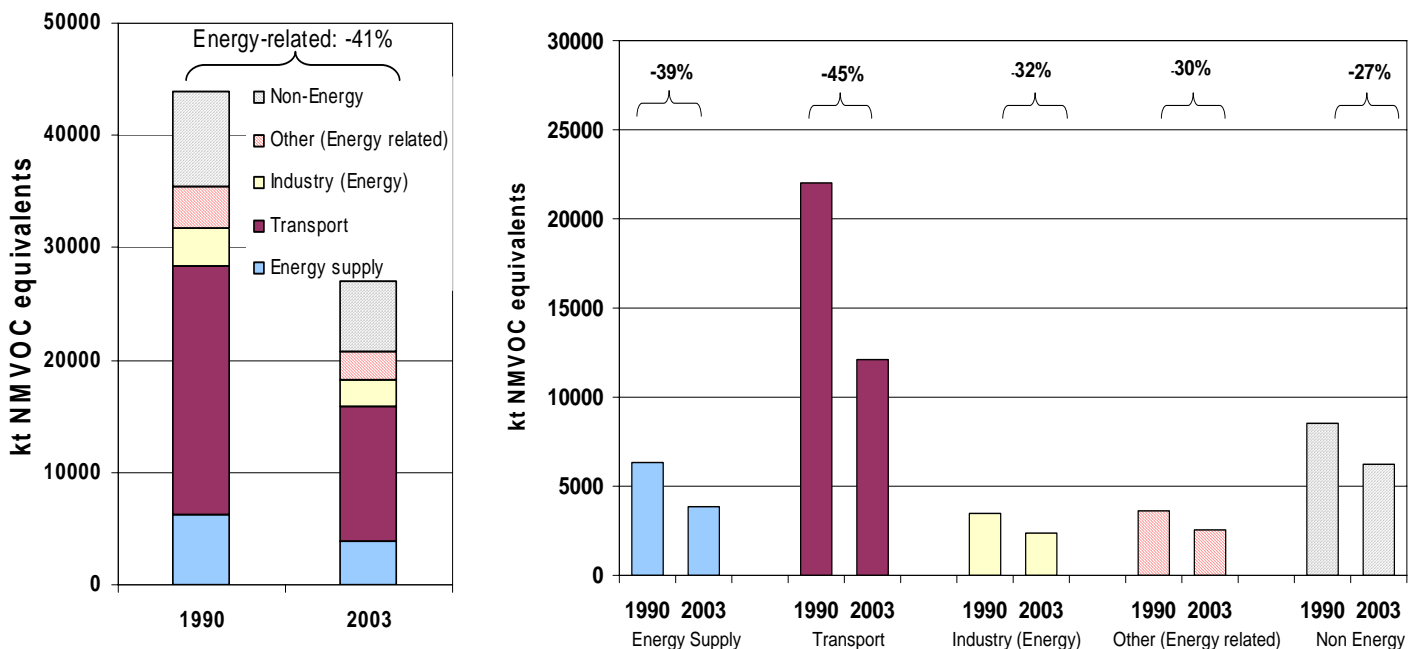 kt NMVOC equivalents
50000
40000
30000
20000
10000
0
Energy-related: -41%
Non-Energy
Other (Energy related)
Industry (Energy)
Transport
Energy supply
1990 2003
kt NMVOC equivalents
30000
25000
20000
15000
10000
5000
0
-39% -45% -32% -30% -27%
1990 2003 1990 2003 1990 2003 1990 2003 1990 2003
Energy Supply Transport Industry (Energy) Other (Energy related) Non Energy